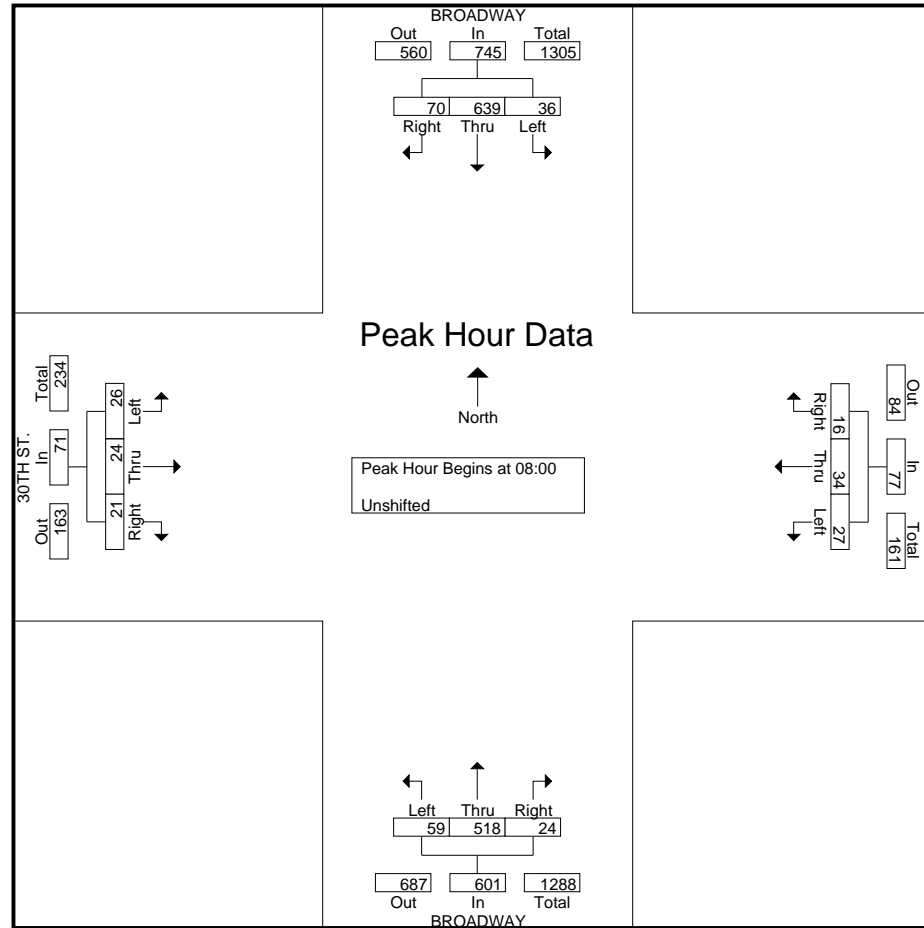 BROADWAY
Out In Total
560 745 1305
70 639 36
Right Thru Left
Peak Hour Data
North
Peak Hour Begins at 08:00
Unshifted
30TH ST.
Total In Out
234 71 163
26 24 21
Left Thru Right
Out In Total
84 77 161
16 34 27
Right Thru Left
Left Thru Right
59 518 24
687 601 1288
Out In Total
BROADWAY